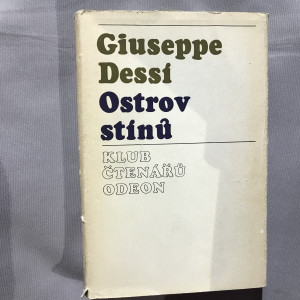 Giuseppe
Dessí
Ostrov
stínů
KLUB
ČTENÁŘŮ
ODEON